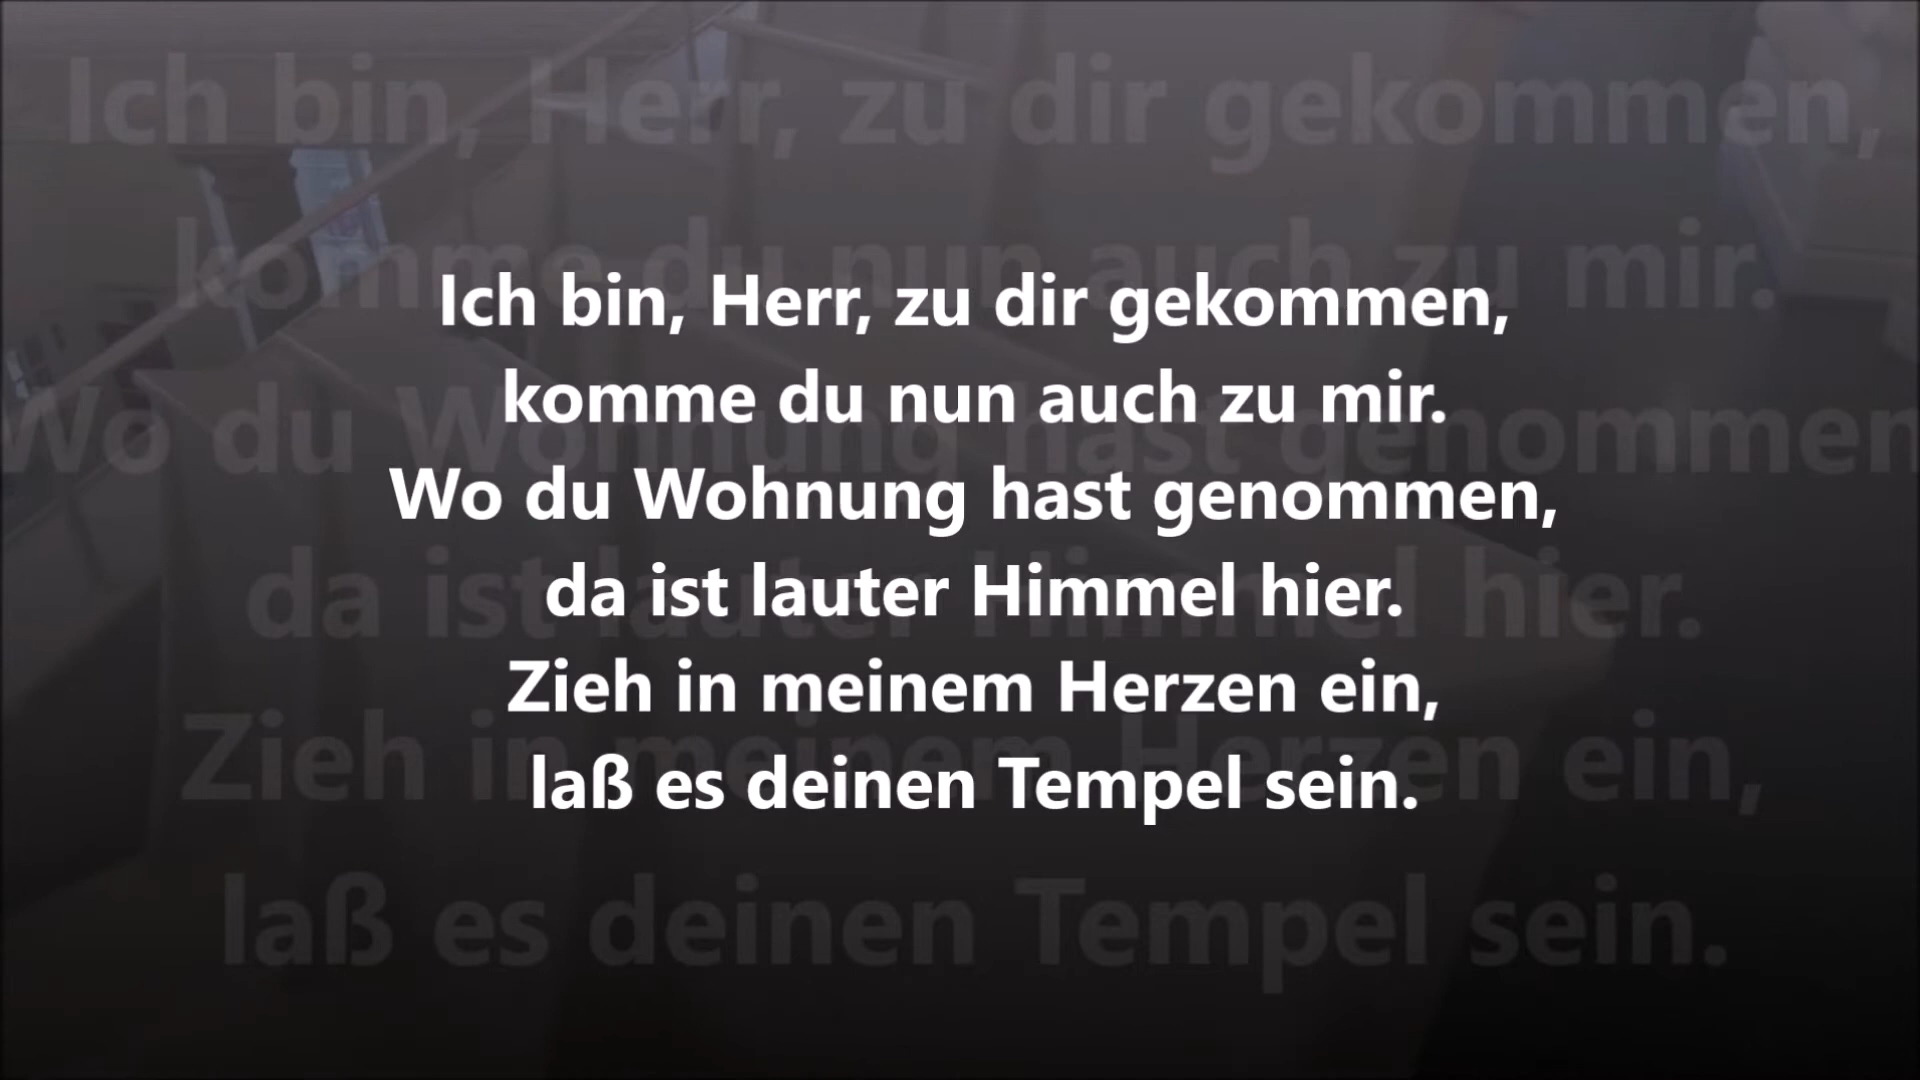 Ich bin, Herr, zu dir gekommen,
komme du nun auch zu mir.
Wo du Wohnung hast genommen,
da ist lauter Himmel hier.
Zieh in meinem Herzen ein,
laß es deinen Tempel sein.